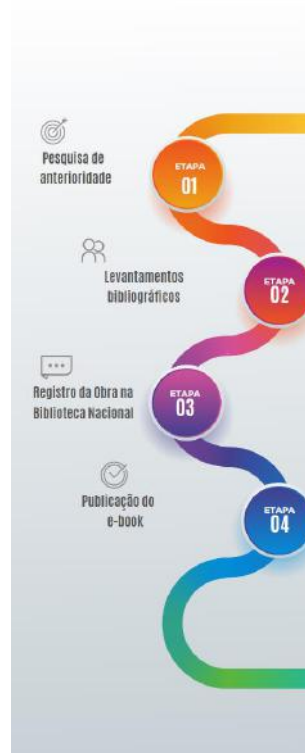 Pesquisa de
anterioridade
ETAPA
01
Levantamentos
bibliográficos
ETAPA
02
Registro da Obra na
Biblioteca Nacional
ETAPA
03
Publicação do
e-book
ETAPA
04